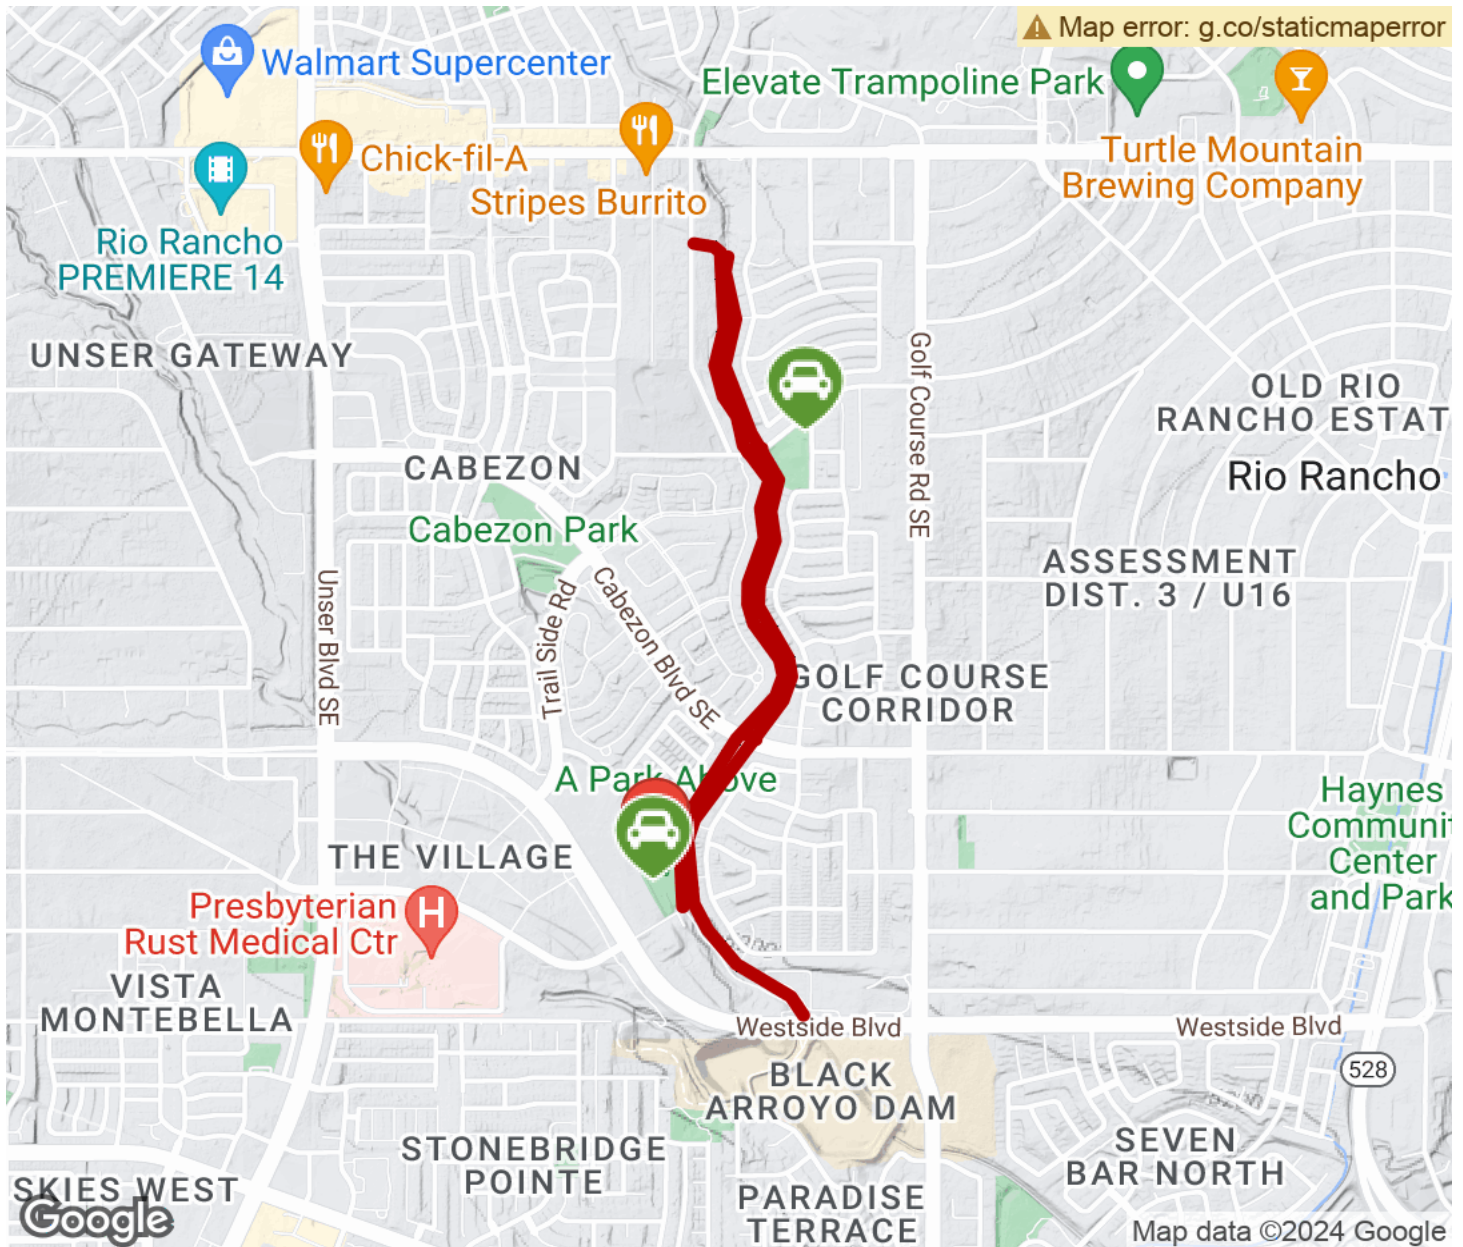 Map error: g.co/staticmaperror
Walmart Supercenter
Elevate Trampoline Park
Chick-fil-A
Turtle Mountain
Brewing Company
Stripes Burrito
Rio Rancho
PREMIERE 14
UNSER GATEWAY
Golf Course Rd SE
OLD RIO
RANCHO ESTAT
CABEZON
Rio Rancho
Cabezon Park
ASSESSMENT
DIST. 3 / U16
Unser Blvd SE
Trail Side Rd
Cabezon Blvd SE
GOLF COURSE
CORRIDOR
A Park Above
Haynes
Communit
Center
and Park
THE VILLAGE
Presbyterian
Rust Medical Ctr
H
VISTA
MONTEBELLA
Westside Blvd
Westside Blvd
528
BLACK
ARROYO DAM
STONEBRIDGE
POINTE
SEVEN
BAR NORTH
SKIES WEST
PARADISE
TERRACE
Google
Map data ©2024 Google